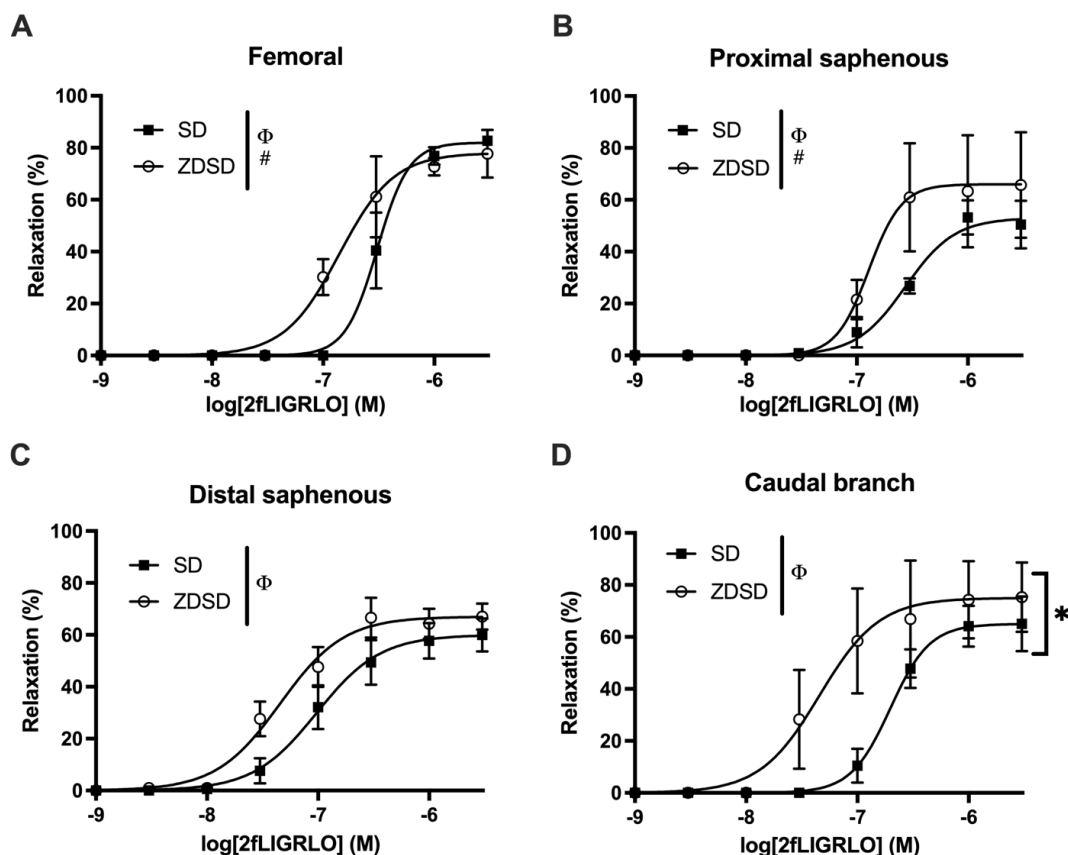 A
Femoral
Relaxation (%)
100
80
60
40
20
0
SD
ZDSD
Φ
#
-9
-8
-7
-6
log[2fLIGRLO] (M)
B
Proximal saphenous
Relaxation (%)
100
80
60
40
20
0
SD
ZDSD
Φ
#
-9
-8
-7
-6
log[2fLIGRLO] (M)
C
Distal saphenous
Relaxation (%)
100
80
60
40
20
0
SD
ZDSD
Φ
-9
-8
-7
-6
log[2fLIGRLO] (M)
D
Caudal branch
Relaxation (%)
100
80
60
40
20
0
SD
ZDSD
Φ
*
-9
-8
-7
-6
log[2fLIGRLO] (M)